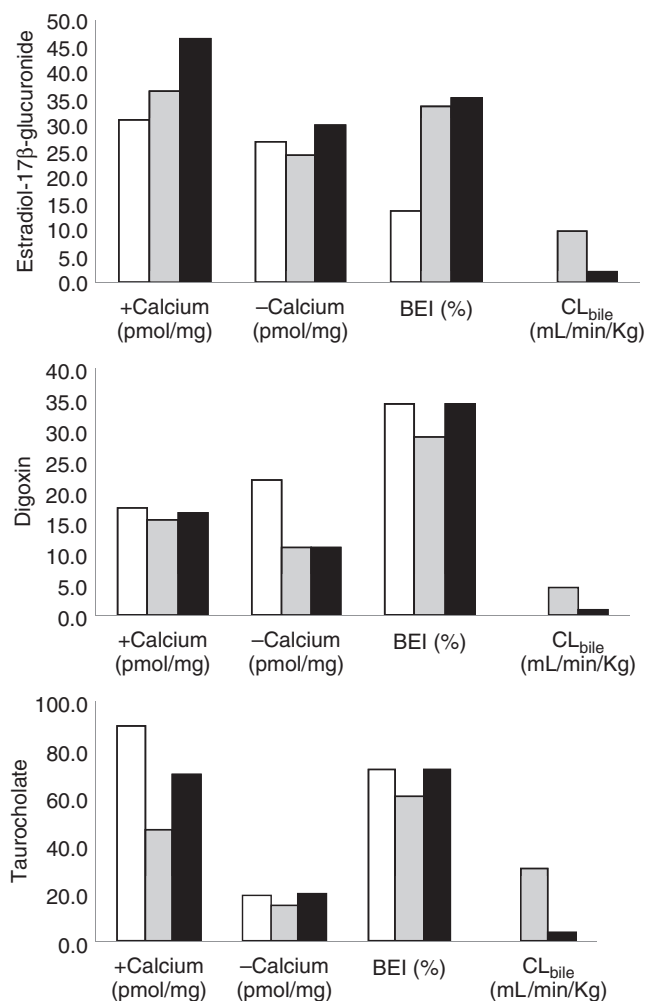 Estradiol-17β-glucuronide
50.0
45.0
40.0
35.0
30.0
25.0
20.0
15.0
10.0
5.0
0.0
+Calcium
(pmol/mg)
–Calcium
(pmol/mg)
BEI (%)
CLbile
(mL/min/Kg)
Digoxin
40.0
35.0
30.0
25.0
20.0
15.0
10.0
5.0
0.0
+Calcium
(pmol/mg)
–Calcium
(pmol/mg)
BEI (%)
CLbile
(mL/min/Kg)
Taurocholate
100.0
80.0
60.0
40.0
20.0
0.0
+Calcium
(pmol/mg)
–Calcium
(pmol/mg)
BEI (%)
CLbile
(mL/min/Kg)